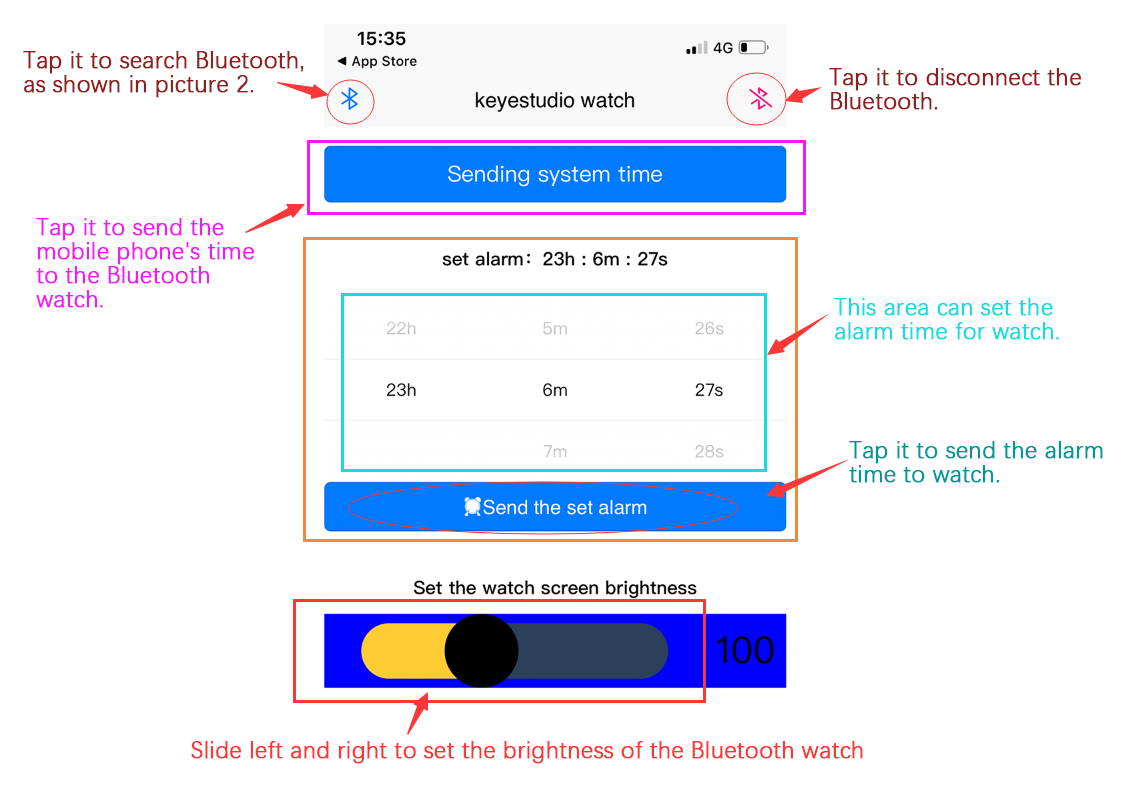 15:35
4G
◀ App Store
Tap it to search Bluetooth,
as shown in picture 2.
keyestudio watch
Tap it to disconnect the
Bluetooth.
Sending system time
Tap it to send the
mobile phone's time
to the Bluetooth
watch.
set alarm: 23h : 6m : 27s
22h 5m 26s
23h 6m 27s
7m 28s
This area can set the
alarm time for watch.
Send the set alarm
Tap it to send the alarm
time to watch.
Set the watch screen brightness
100
Slide left and right to set the brightness of the Bluetooth watch